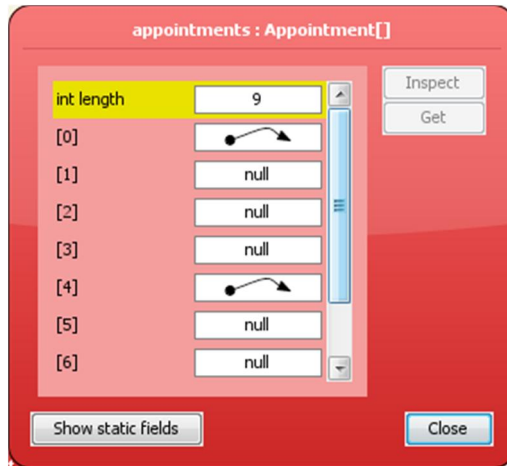 appointments : Appointment[]
int length 9
Inspect
Get
[0]
[1] null
[2] null
[3] null
[4]
[5] null
[6] null
Show static fields
Close